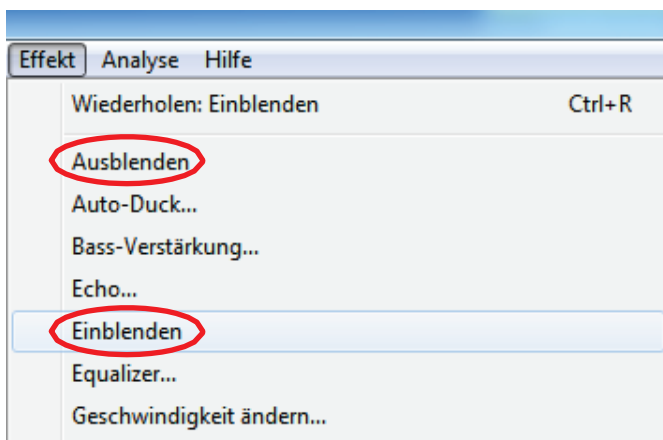 Effekt Analyse Hilfe
Wiederholen: Einblenden Ctrl+R
Ausblenden
Auto-Duck...
Bass-Verstärkung...
Echo...
Einblenden
Equalizer...
Geschwindigkeit ändern...